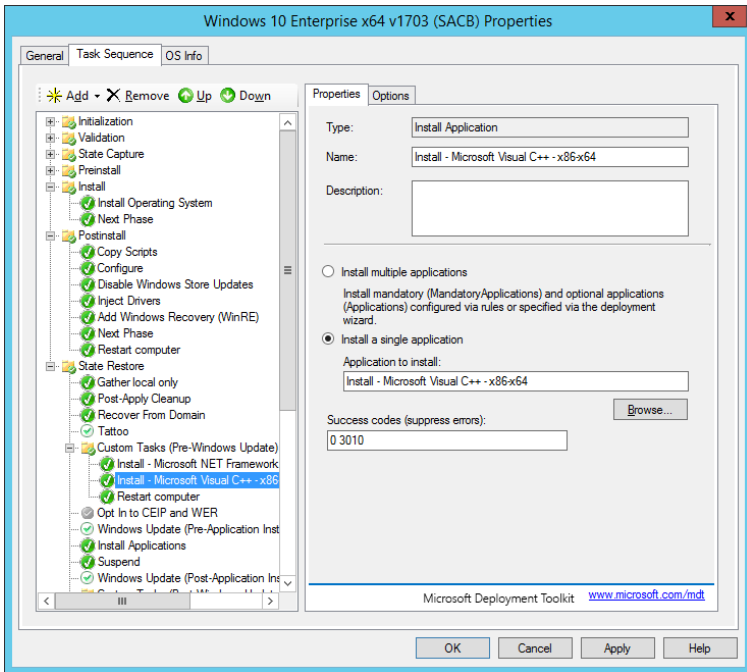 Windows 10 Enterprise x64 v1703 (SACB) Properties
x
General Task Sequence OS Info
Add Remove Up Down
Initialization
Validation
State Capture
Preinstall
Install
Install Operating System
Next Phase
Postinstall
Copy Scripts
Configure
Disable Windows Store Updates
Inject Drivers
Add Windows Recovery (WinRE)
Next Phase
Restart computer
State Restore
Gather local only
Post-Apply Cleanup
Recover From Domain
Tattoo
Custom Tasks (Pre-Windows Update)
Install - Microsoft NET Framework
Install - Microsoft Visual C++ - x86
Restart computer
Opt In to CEIP and WER
Windows Update (Pre-Application Inst
Install Applications
Suspend
Windows Update (Post-Application Ins
Properties Options
Type: Install Application
Name: Install - Microsoft Visual C++ - x86-x64
Description:
Install multiple applications
Install mandatory (MandatoryApplications) and optional applications
(Applications) configured via rules or specified via the deployment
wizard.
Install a single application
Application to install:
Install - Microsoft Visual C++ - x86-x64
Browse...
Success codes (suppress errors):
0 3010
Microsoft Deployment Toolkit www.microsoft.com/mdt
OK Cancel Apply Help